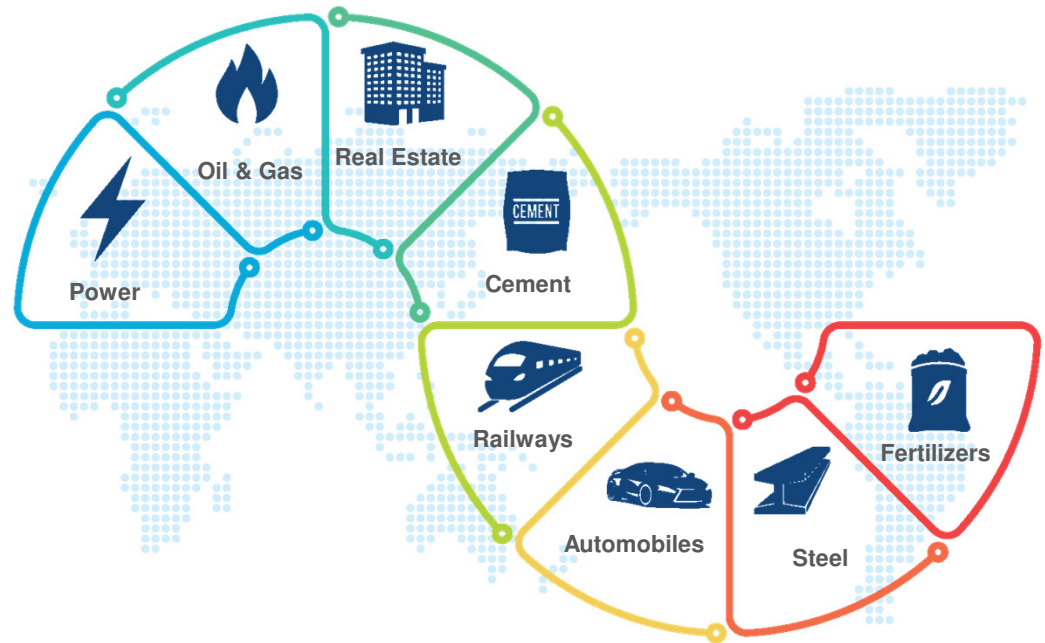 Power
Oil & Gas
Real Estate
CEMENT
Cement
Railways
Automobiles
Steel
Fertilizers